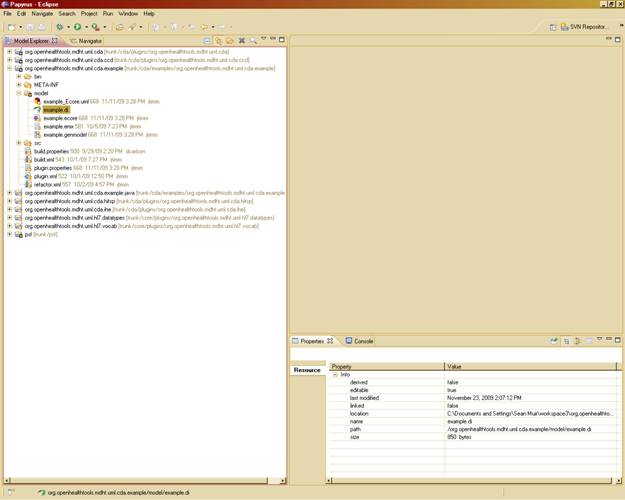 Papyrus - Eclipse
File Edit Navigate Search Project Run Window Help
SVN Repositor...
Model Explorer Navigator
org.openhealthtools.mdht.uml.cda [trunk/cda/plugins/org.openhealthtools.mdht.uml.cda]
org.openhealthtools.mdht.uml.cda.ccd [trunk/cda/plugins/org.openhealthtools.mdht.uml.cda.ccd]
org.openhealthtools.mdht.uml.cda.example [trunk/cda/examples/org.openhealthtools.mdht.uml.cda.example]
bin
META-INF
model
example_Ecore.uml 668 11/11/09 3:28 PM jtimm
example.di
example.ecore 668 11/11/09 3:28 PM jtimm
example.emx 581 10/5/09 7:23 PM jtimm
example.genmodel 668 11/11/09 3:28 PM jtimm
src
build.properties 500 9/29/09 2:20 PM dcarlson
build.xml 543 10/1/09 7:27 PM jtimm
plugin.properties 668 11/11/09 3:28 PM jtimm
plugin.xml 522 10/1/09 12:50 PM jtimm
refactor.xml 557 10/2/09 4:57 PM jtimm
org.openhealthtools.mdht.uml.cda.example.java [trunk/cda/examples/org.openhealthtools.mdht.uml.cda.example
org.openhealthtools.mdht.uml.cda.hitsp [trunk/cda/plugins/org.openhealthtools.mdht.uml.cda.hitsp]
org.openhealthtools.mdht.uml.cda.ihe [trunk/cda/plugins/org.openhealthtools.mdht.uml.cda.ihe]
org.openhealthtools.mdht.uml.hl7.datatypes [trunk/core/plugins/org.openhealthtools.mdht.uml.hl7.datatypes]
org.openhealthtools.mdht.uml.hl7.vocab [trunk/core/plugins/org.openhealthtools.mdht.uml.hl7.vocab]
psf [trunk/psf]
Properties Console
Resource
Property Value
Info
derived false
editable true
last modified November 23, 2009 2:07:12 PM
linked false
location C:\Documents and Settings\Sean Muir\workspace3\org.openhealthto...
name example.di
path /org.openhealthtools.mdht.uml.cda.example/model/example.di
size 850 bytes
org.openhealthtools.mdht.uml.cda.example/model/example.di